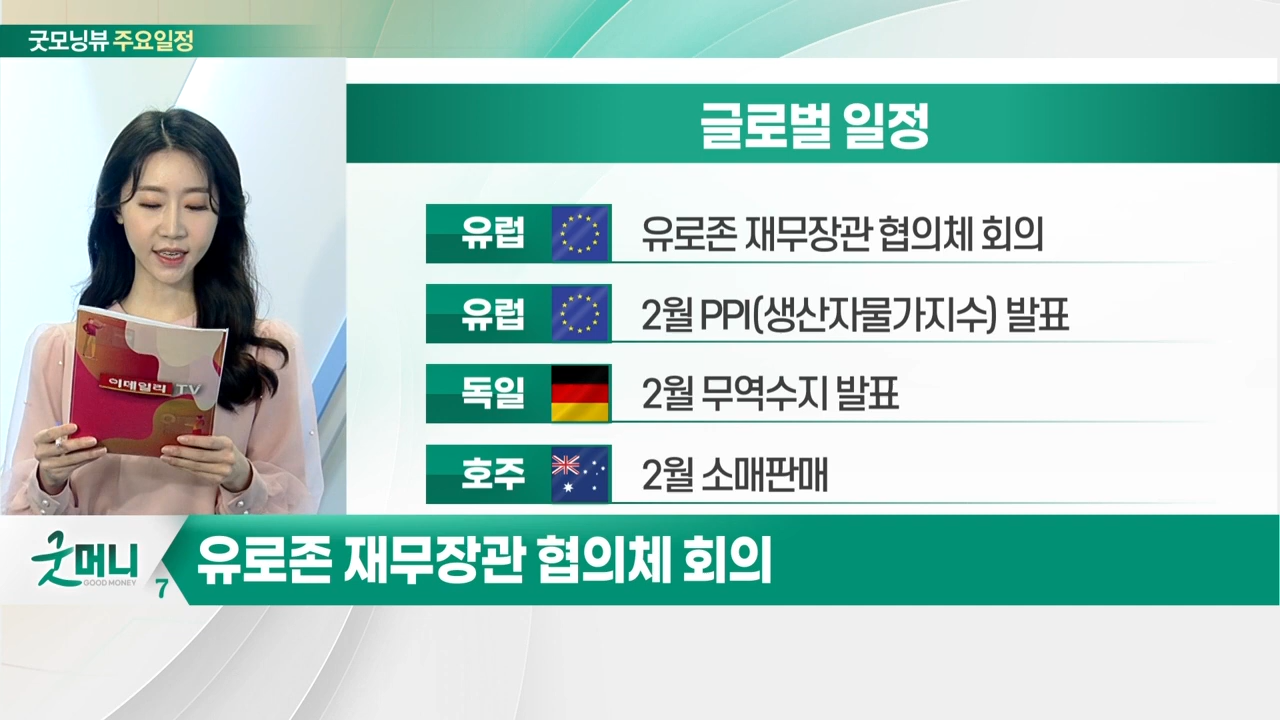 굿모닝뷰 주요일정
글로벌 일정
유럽 유로존 재무장관 협의체 회의
유럽 2월 PPI(생산자물가지수) 발표
독일 2월 무역수지 발표
이데일리 TV
호주 2월 소매판매
굿머니
GOOD MONEY
7
유로존 재무장관 협의체 회의